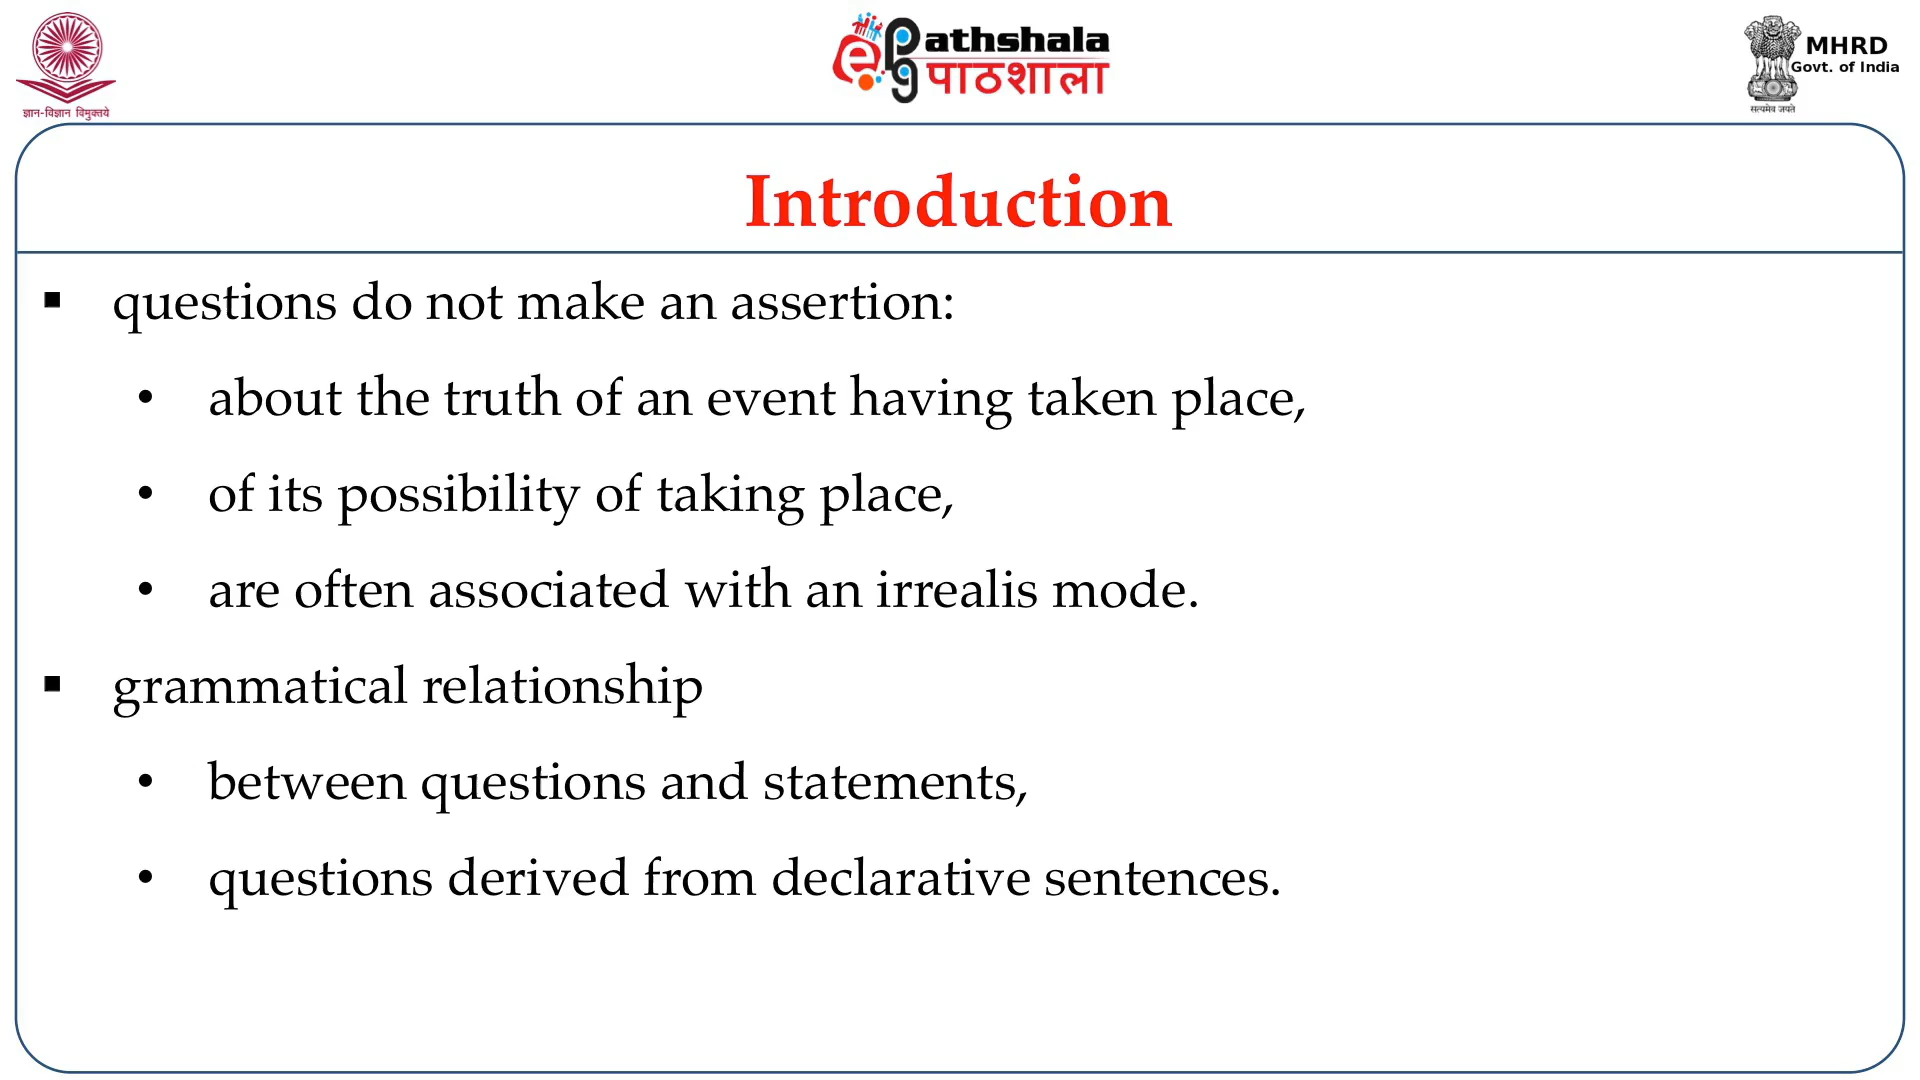 ज्ञान-विज्ञान विमुक्तये
ePathshala
पाठशाला
MHRD
Govt. of India
सत्यमेव जयते
Introduction
▪ questions do not make an assertion:
• about the truth of an event having taken place,
• of its possibility of taking place,
• are often associated with an irrealis mode.
▪ grammatical relationship
• between questions and statements,
• questions derived from declarative sentences.